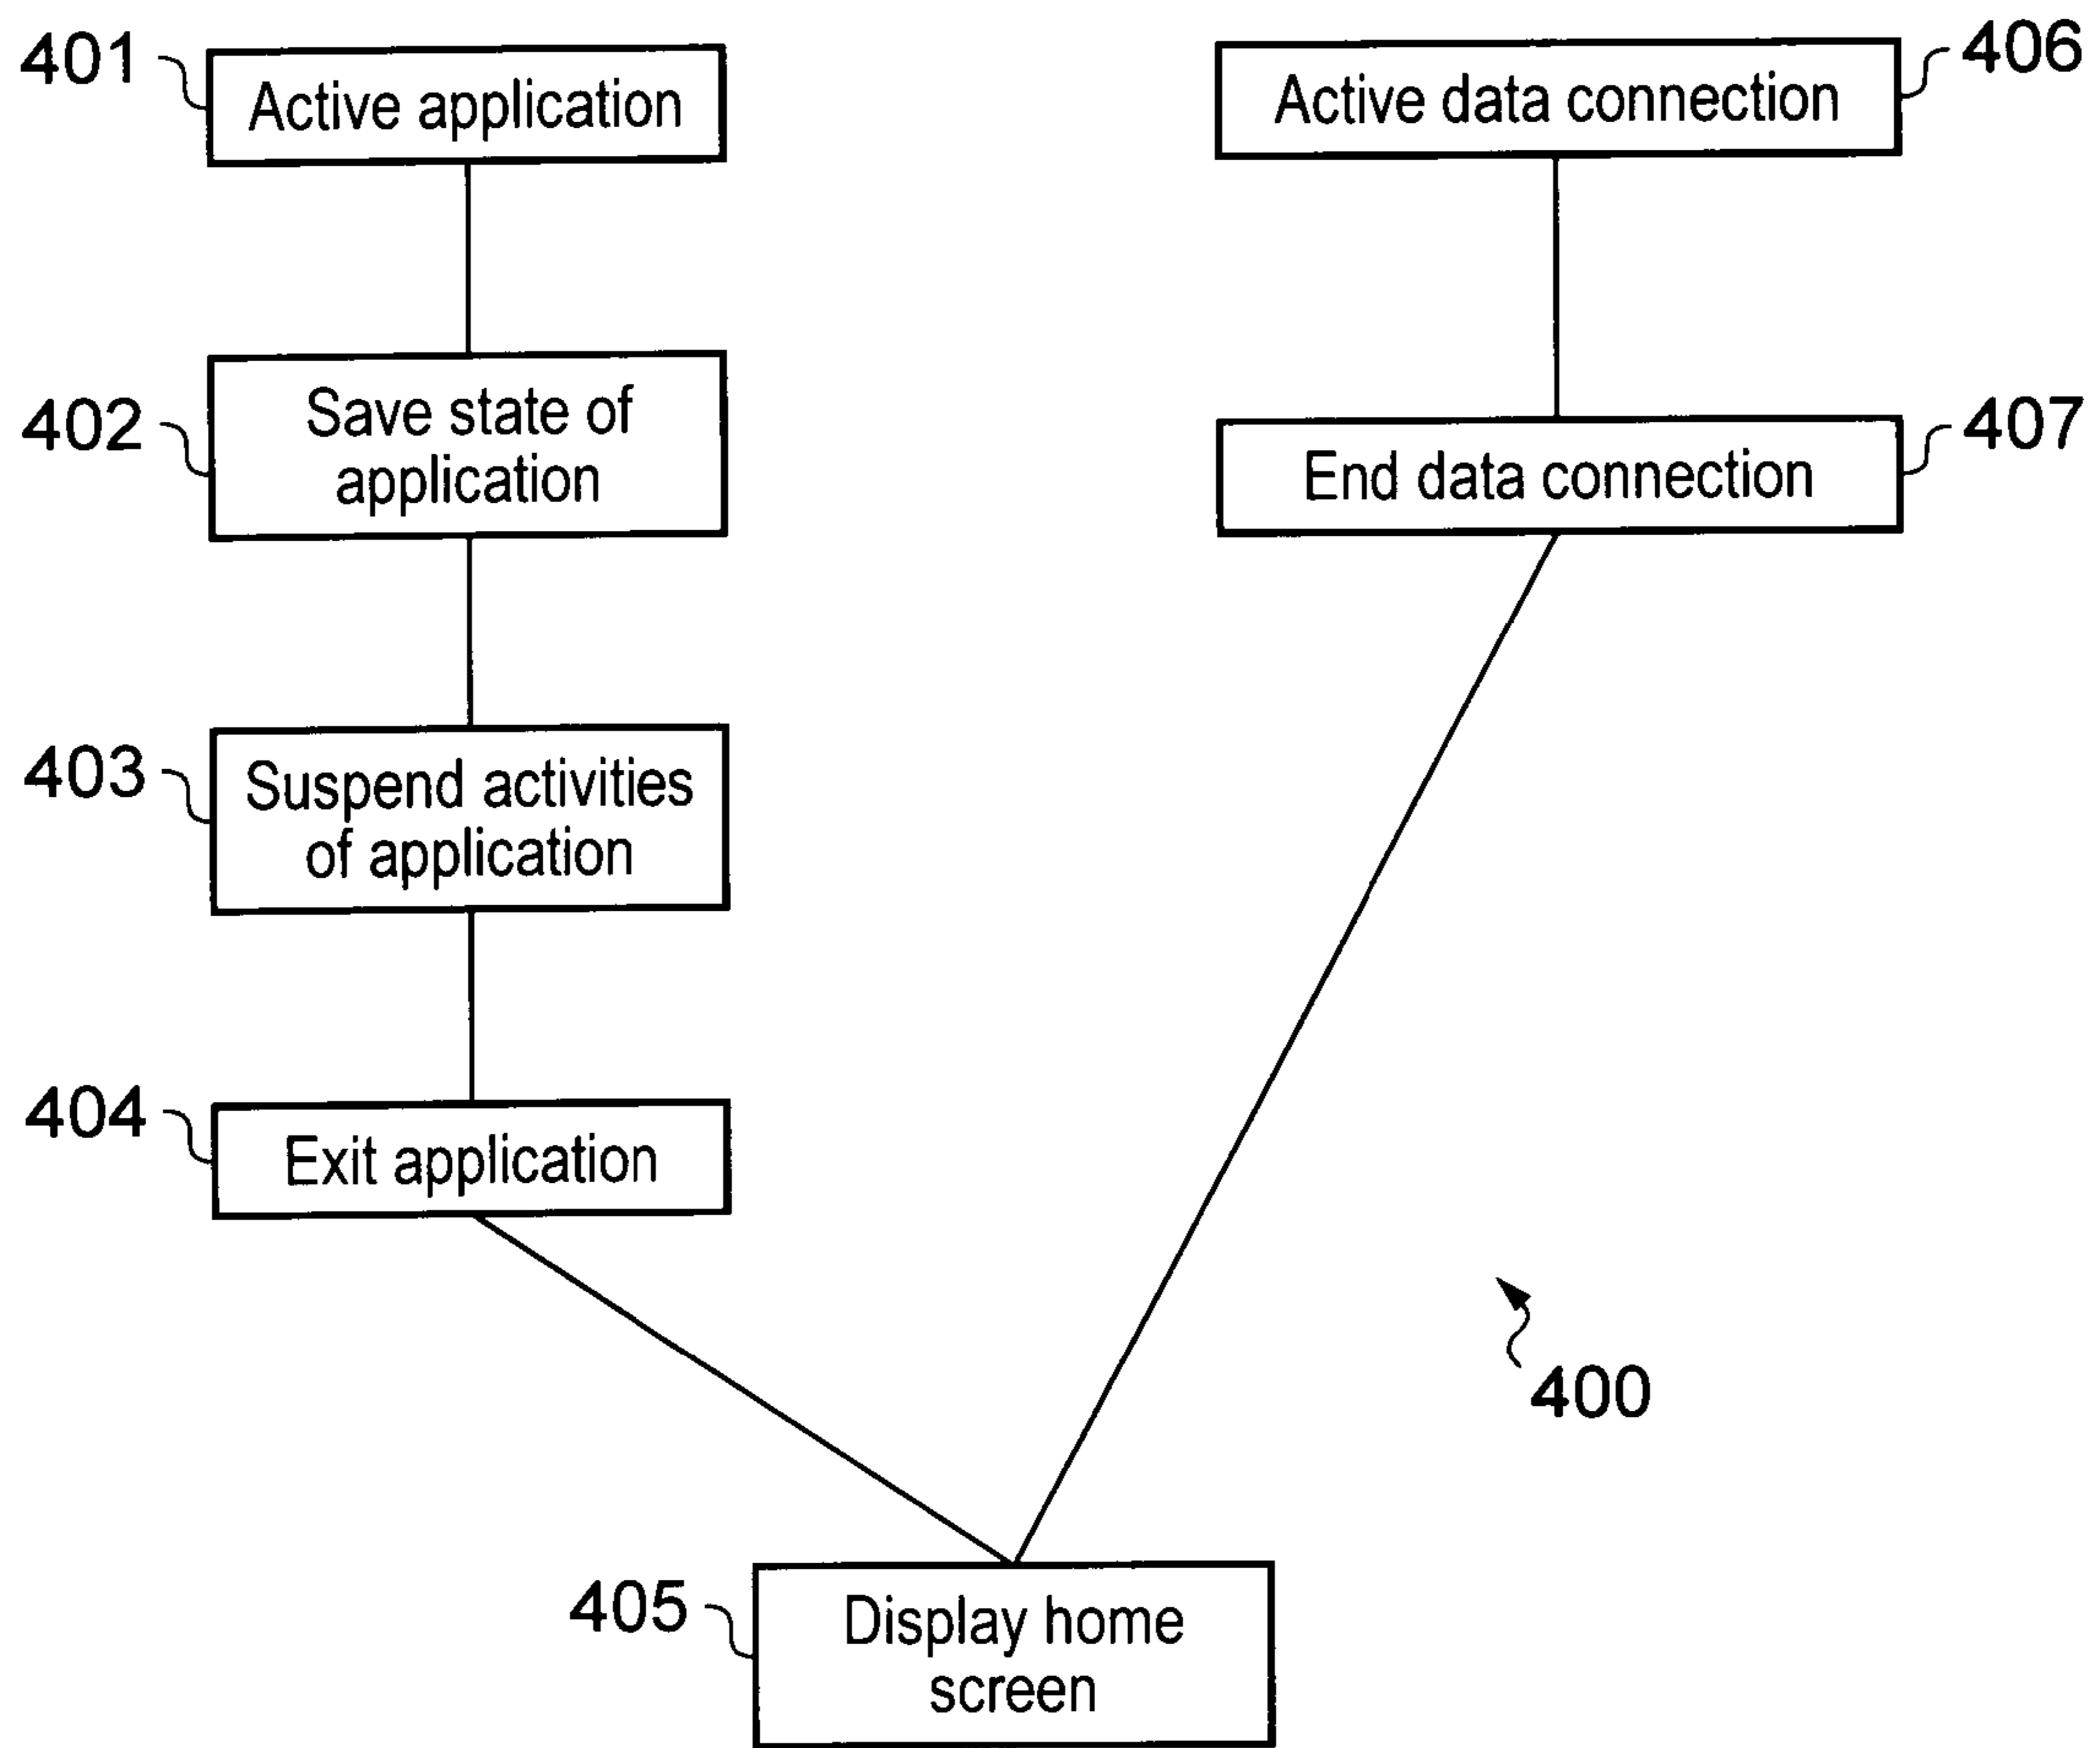 401
Active application
406
Active data connection
402
Save state of
application
407
End data connection
403
Suspend activities
of application
404
Exit application
400
405
Display home
screen